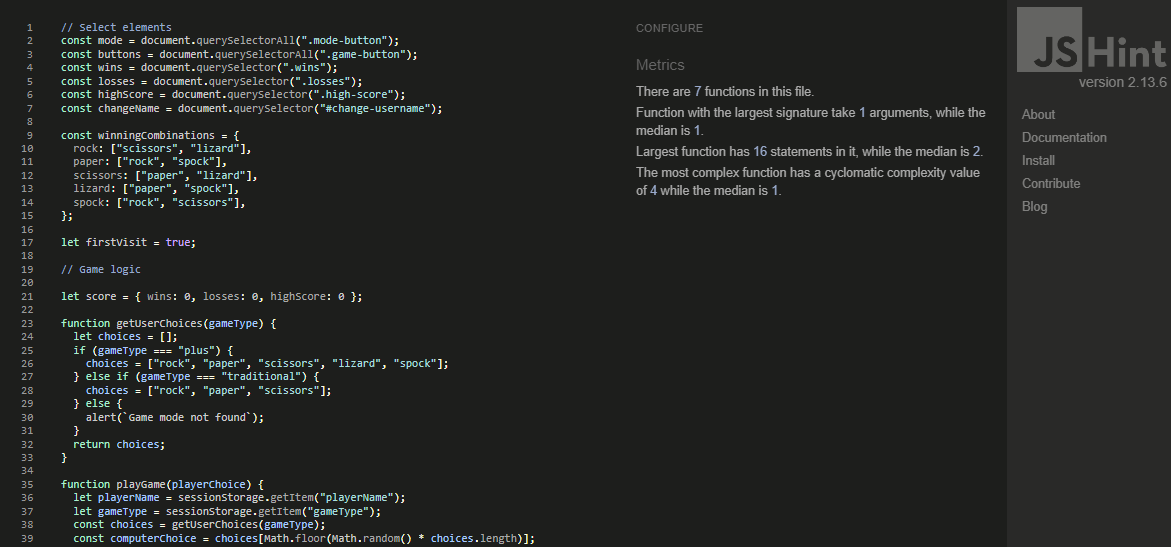 1 // Select elements
2 const mode = document.querySelectorAll(".mode-button");
3 const buttons = document.querySelectorAll(".game-button");
4 const wins = document.querySelector(".wins");
5 const losses = document.querySelector(".losses");
6 const highScore = document.querySelector(".high-score");
7 const changeName = document.querySelector("#change-username");
8
9 const winningCombinations = {
10 rock: ["scissors", "lizard"],
11 paper: ["rock", "spock"],
12 scissors: ["paper", "lizard"],
13 lizard: ["paper", "spock"],
14 spock: ["rock", "scissors"],
15 };
16
17 let firstVisit = true;
18
19 // Game logic
20
21 let score = { wins: 0, losses: 0, highScore: 0 };
22
23 function getUserChoices(gameType) {
24 let choices = [];
25 if (gameType === "plus") {
26 choices = ["rock", "paper", "scissors", "lizard", "spock"];
27 } else if (gameType === "traditional") {
28 choices = ["rock", "paper", "scissors"];
29 } else {
30 alert(`Game mode not found`);
31 }
32 return choices;
33 }
34
35 function playGame(playerChoice) {
36 let playerName = sessionStorage.getItem("playerName");
37 let gameType = sessionStorage.getItem("gameType");
38 const choices = getUserChoices(gameType);
39 const computerChoice = choices[Math.floor(Math.random() * choices.length)];
CONFIGURE
Metrics
There are 7 functions in this file.
Function with the largest signature take 1 arguments, while the
median is 1.
Largest function has 16 statements in it, while the median is 2.
The most complex function has a cyclomatic complexity value
of 4 while the median is 1.
JSHint
version 2.13.6
About
Documentation
Install
Contribute
Blog